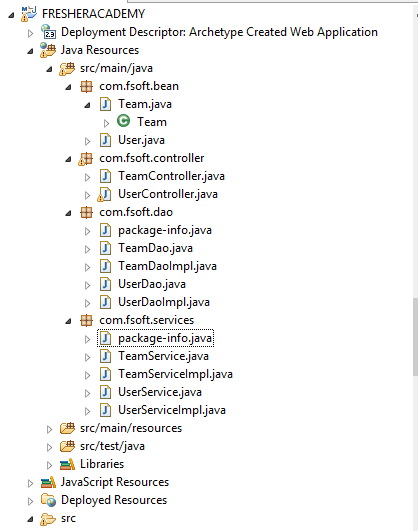 FRESHERACADEMY
Deployment Descriptor: Archetype Created Web Application
Java Resources
src/main/java
com.fsoft.bean
Team.java
Team
User.java
com.fsoft.controller
TeamController.java
UserController.java
com.fsoft.dao
package-info.java
TeamDao.java
TeamDaoImpl.java
UserDao.java
UserDaoImpl.java
com.fsoft.services
package-info.java
TeamService.java
TeamServiceImpl.java
UserService.java
UserServiceImpl.java
src/main/resources
src/test/java
Libraries
JavaScript Resources
Deployed Resources
src